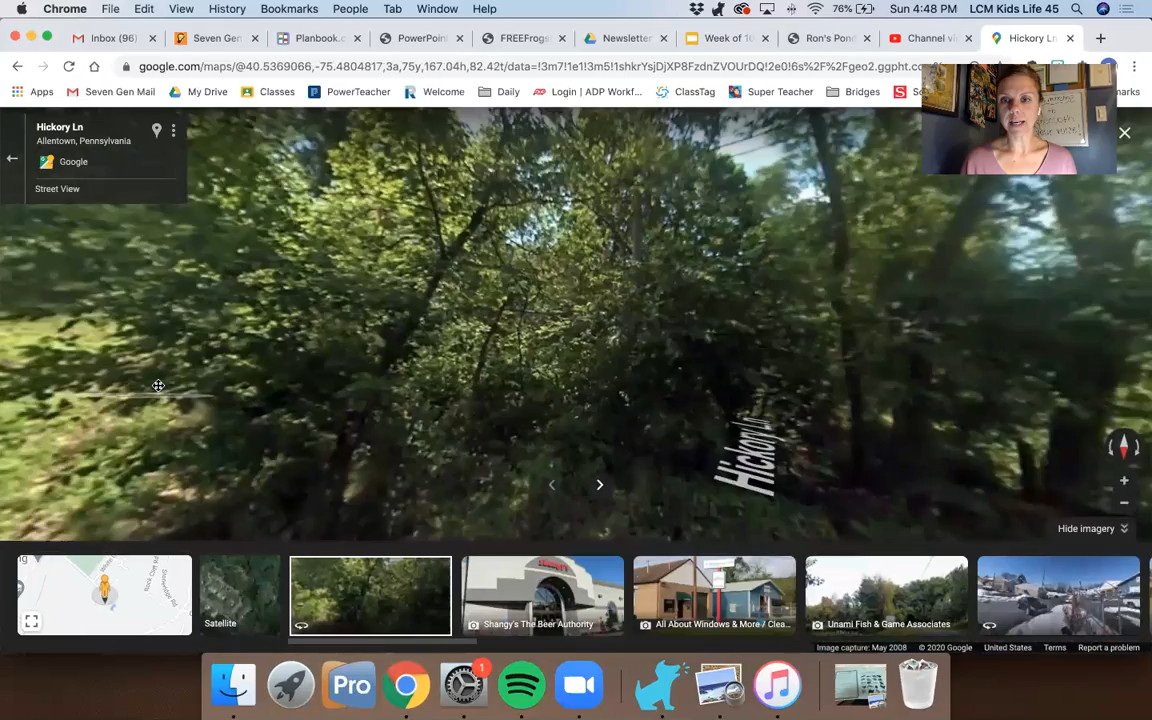 Chrome File Edit View History Bookmarks People Tab Window Help 76% Sun 4:48 PM LCM Kids Life 45
Inbox (96) Seven Gen Planbook.c PowerPoin FREEFrogs Newsletter Week of 1 Ron's Pond Channel vi Hickory Ln
google.com/maps/@40.5369066,-75.4804817,3a,75y,167.04h,82.42t/data=!3m7!1e1!3m5!1shkrYsjDjXP8FzdnZVOUrDQ!2e0!6s%2F%2Fgeo2.ggpht.co
Apps Seven Gen Mail My Drive Classes PowerTeacher Welcome Daily Login | ADP Workf... ClassTag Super Teacher Bridges
Hickory Ln
Allentown, Pennsylvania
Google
Street View
Hickory Ln
Hide imagery
Satellite
Shangy's The Beer Authority
All About Windows & More / Clea...
Unami Fish & Game Associates
Image capture: May 2008 © 2020 Google United States Terms Report a problem
Pro
1